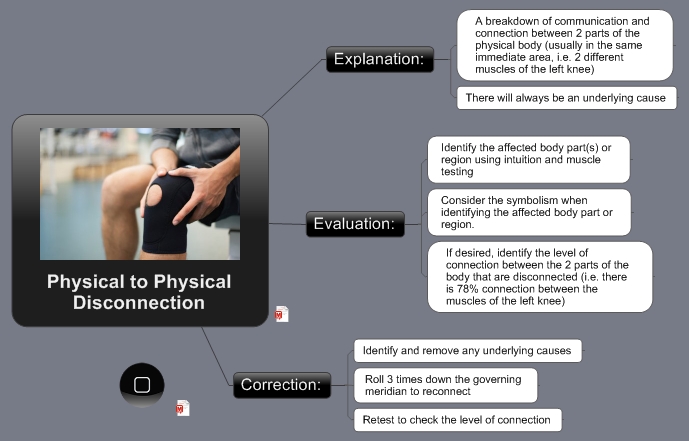 Physical to Physical
Disconnection
Explanation:
A breakdown of communication and
connection between 2 parts of the
physical body (usually in the same
immediate area, i.e. 2 different
muscles of the left knee)
There will always be an underlying cause
Evaluation:
Identify the affected body part(s) or
region using intuition and muscle
testing
Consider the symbolism when
identifying the affected body part or
region.
If desired, identify the level of
connection between the 2 parts of the
body that are disconnected (i.e. there
is 78% connection between the
muscles of the left knee)
Correction:
Identify and remove any underlying causes
Roll 3 times down the governing
meridian to reconnect
Retest to check the level of connection